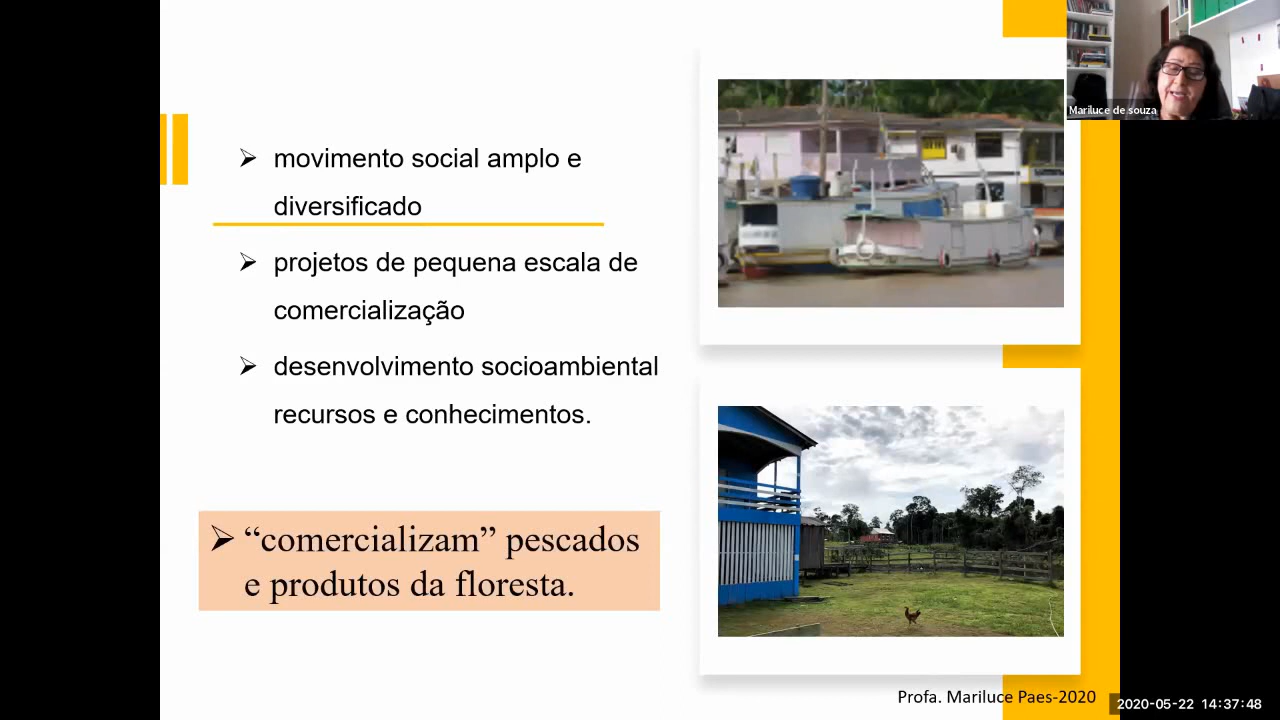 Mariluce de souza
➢ movimento social amplo e
diversificado
➢ projetos de pequena escala de
comercialização
➢ desenvolvimento socioambiental
recursos e conhecimentos.
➢ “comercializam” pescados
e produtos da floresta.
Profa. Mariluce Paes-2020
2020-05-22 14:37:48